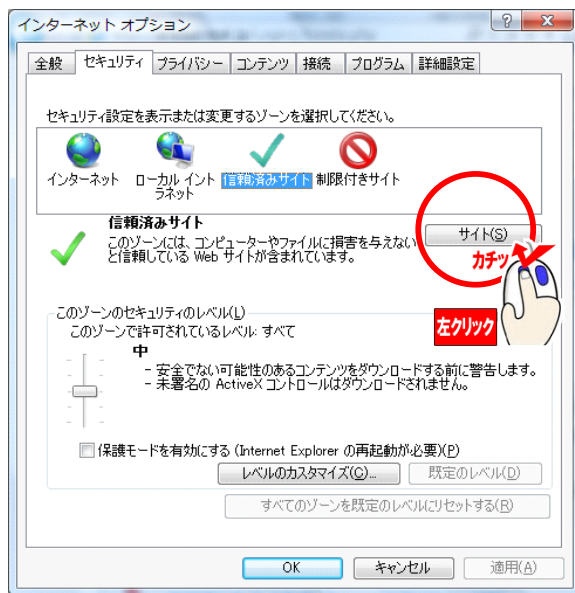 インターネット オプション
?
x
全般 セキュリティ プライバシー コンテンツ 接続 プログラム 詳細設定
セキュリティ設定を表示または変更するゾーンを選択してください。
インターネット
ローカル イント
ラネット
信頼済みサイト
制限付きサイト
信頼済みサイト
このゾーンには、コンピューターやファイルに損害を与えない
と信頼している Web サイトが含まれています。
サイト(S)
カチッ
左クリック
このゾーンのセキュリティのレベル(L)
このゾーンで許可されているレベル: すべて
中
- 安全でない可能性のあるコンテンツをダウンロードする前に警告します。
- 未署名の ActiveX コントロールはダウンロードされません。
保護モードを有効にする (Internet Explorer の再起動が必要)(P)
レベルのカスタマイズ(C)... 既定のレベル(D)
すべてのゾーンを既定のレベルにリセットする(R)
OK キャンセル 適用(A)